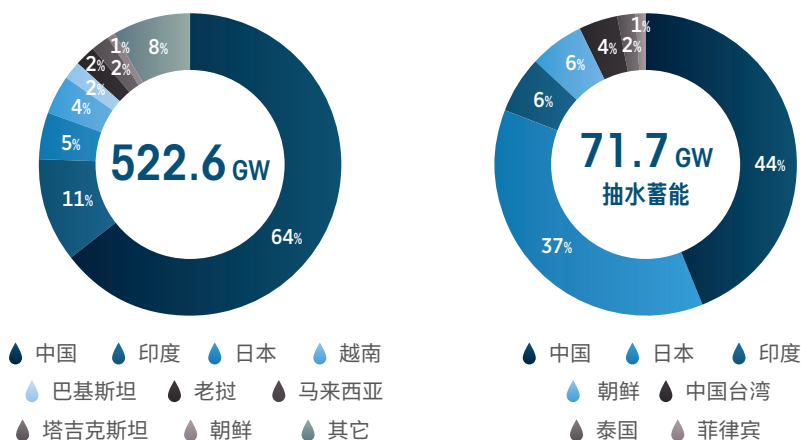 1%
8%
2%
2%
2%
4%
5%
11%
64%
522.6 GW
中国
印度
日本
越南
巴基斯坦
老挝
马来西亚
塔吉克斯坦
朝鲜
其它
1%
2%
4%
6%
6%
37%
44%
71.7 GW
抽水蓄能
中国
日本
印度
朝鲜
中国台湾
泰国
菲律宾